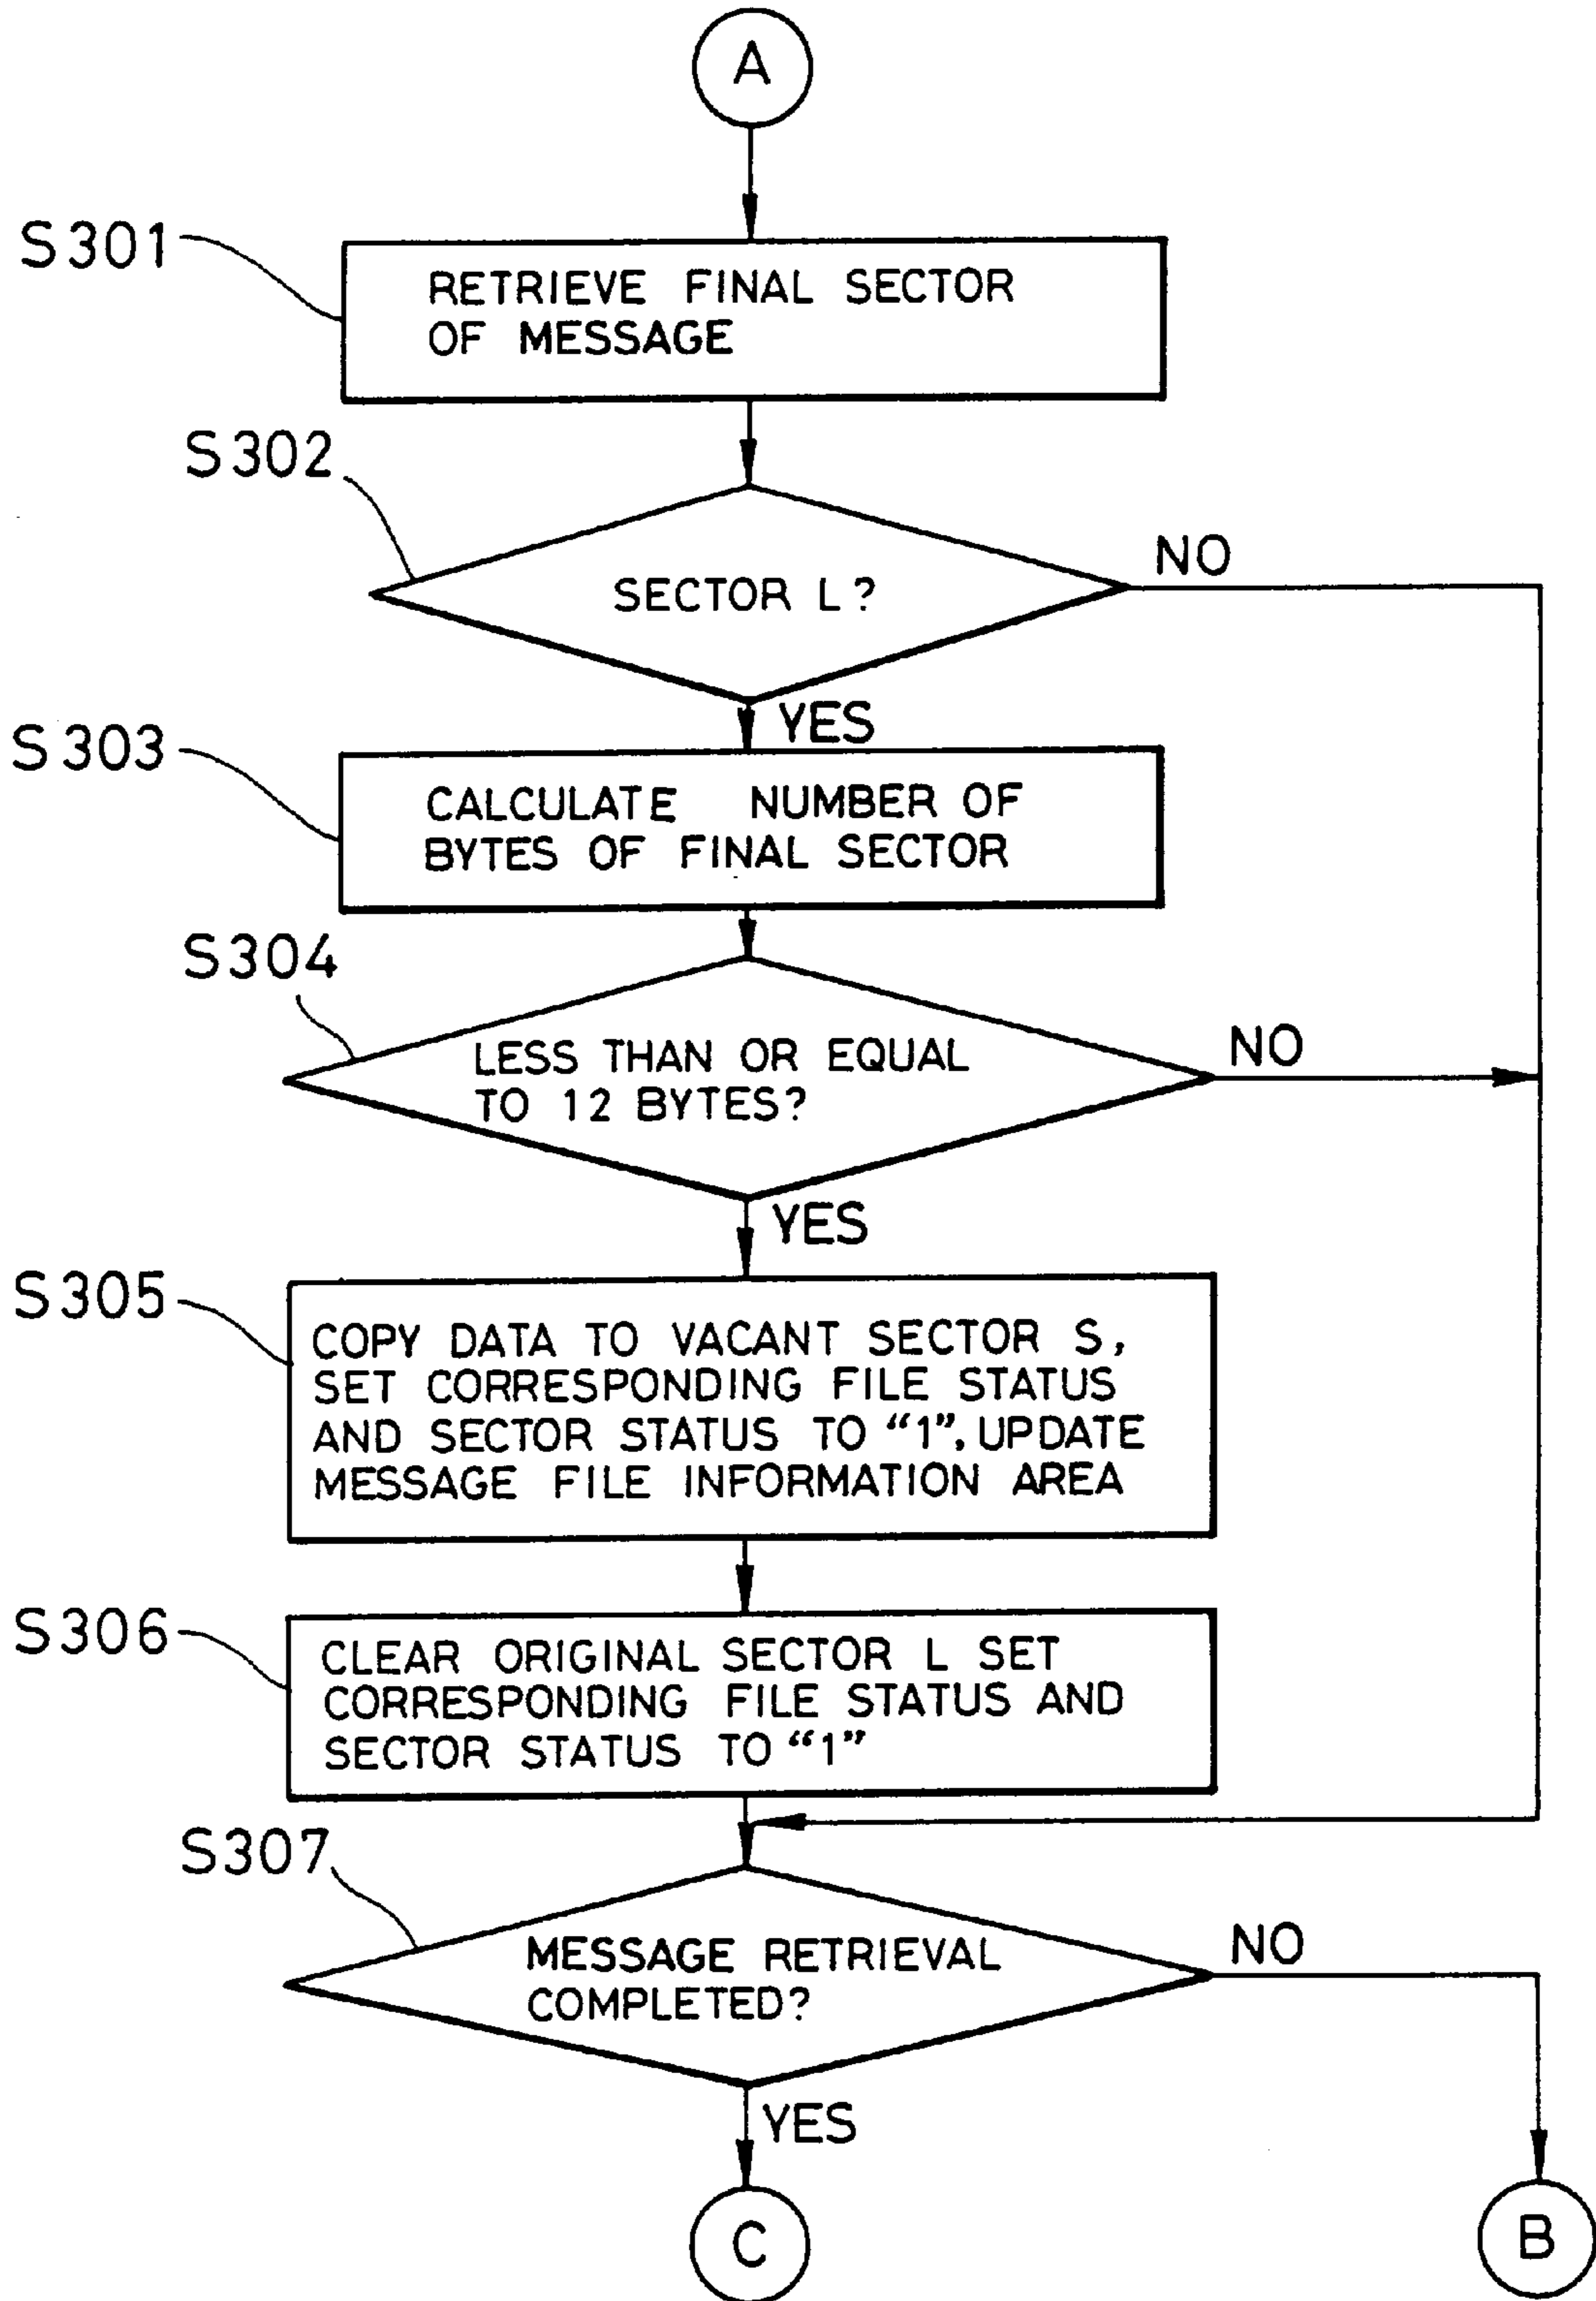 A
S301
RETRIEVE FINAL SECTOR
OF MESSAGE
S302
SECTOR L?
NO
YES
S303
CALCULATE NUMBER OF
BYTES OF FINAL SECTOR
S304
LESS THAN OR EQUAL
TO 12 BYTES?
NO
YES
S305
COPY DATA TO VACANT SECTOR S,
SET CORRESPONDING FILE STATUS
AND SECTOR STATUS TO “1”. UPDATE
MESSAGE FILE INFORMATION AREA
S306
CLEAR ORIGINAL SECTOR L SET
CORRESPONDING FILE STATUS AND
SECTOR STATUS TO “1”
S307
MESSAGE RETRIEVAL
COMPLETED?
NO
YES
C
B